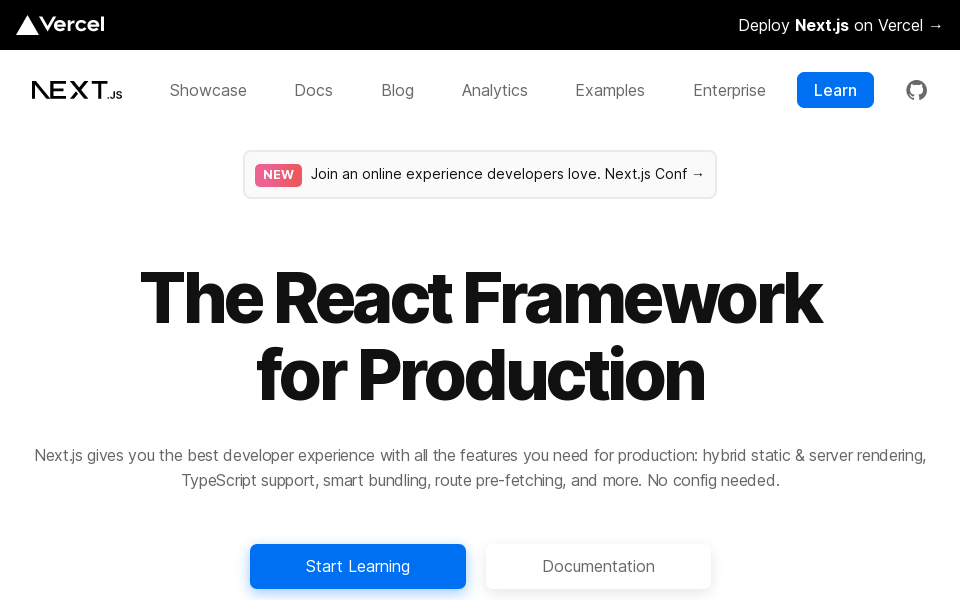 Vercel
Deploy Next.js on Vercel →
NEXT.JS
Showcase
Docs
Blog
Analytics
Examples
Enterprise
Learn
NEW Join an online experience developers love. Next.js Conf →
The React Framework
for Production
Next.js gives you the best developer experience with all the features you need for production: hybrid static & server rendering,
TypeScript support, smart bundling, route pre-fetching, and more. No config needed.
Start Learning
Documentation